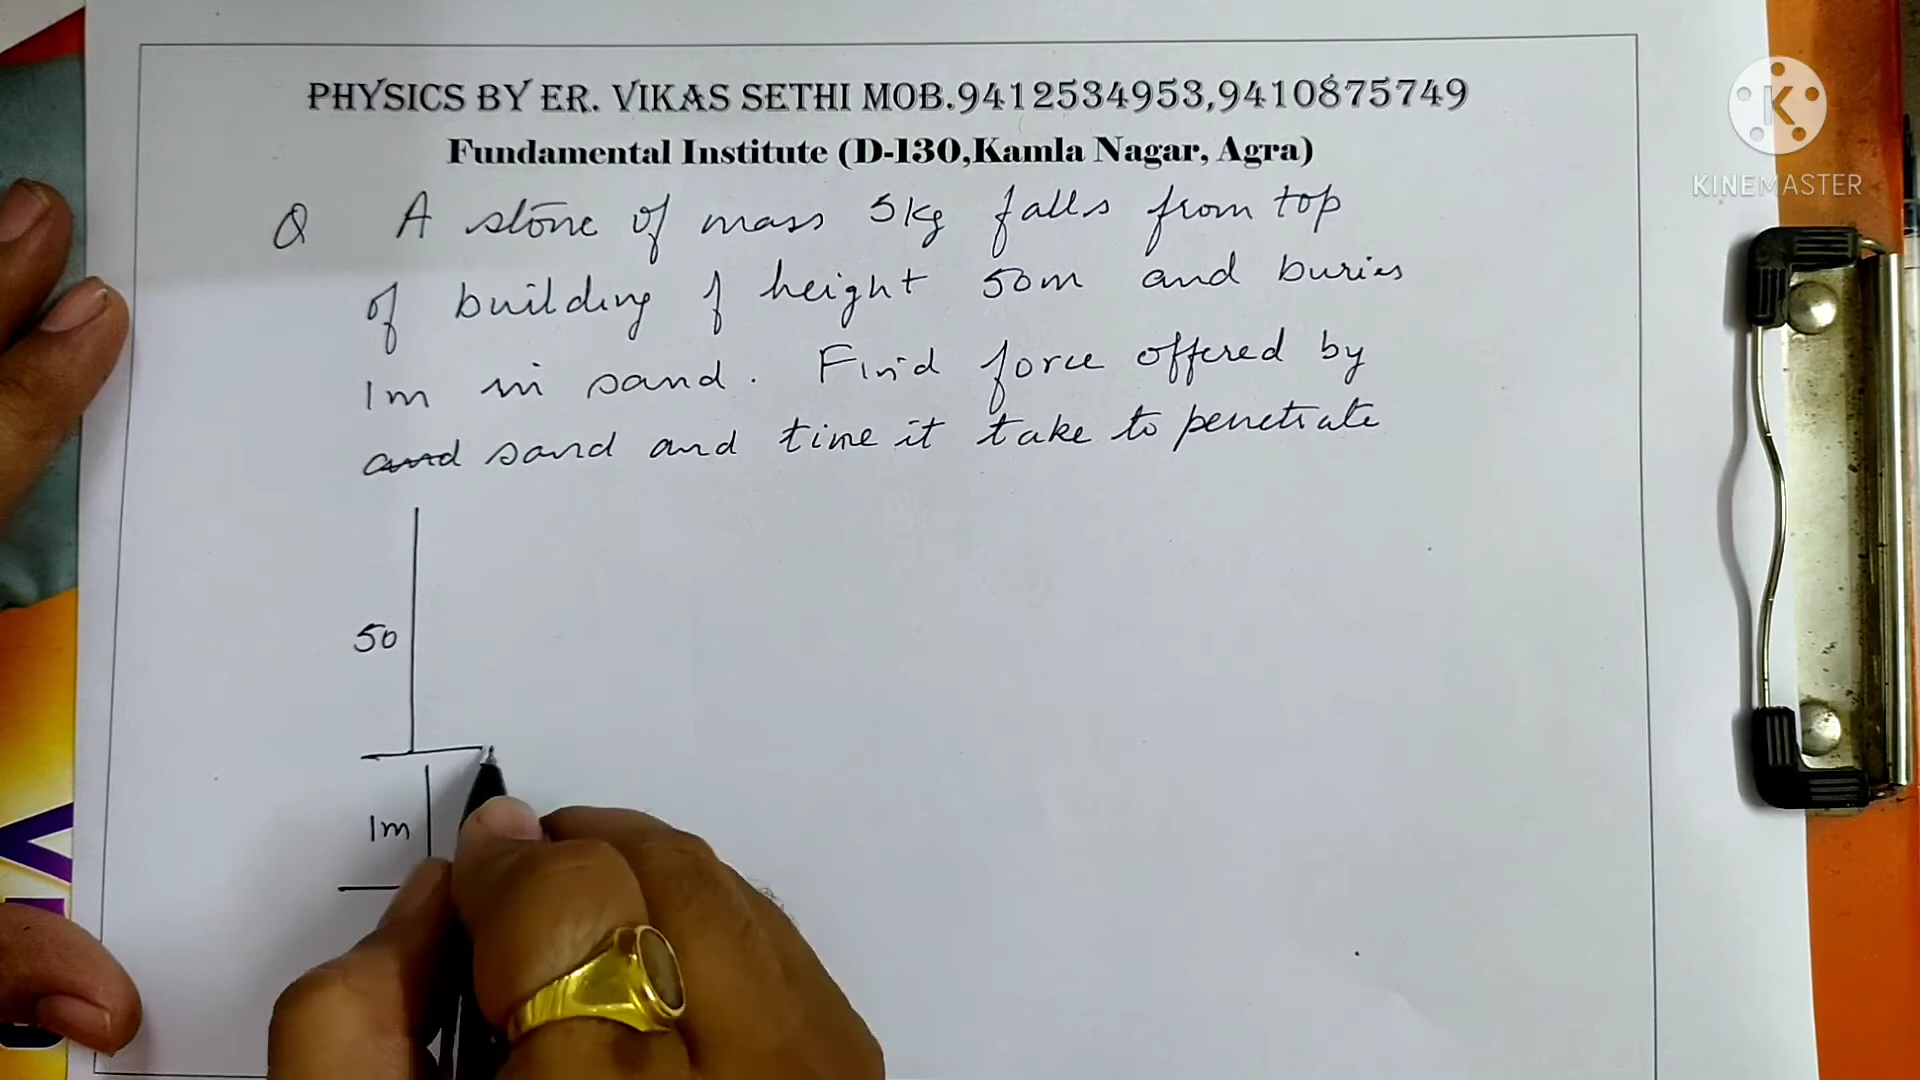 PHYSICS BY ER. VIKAS SETHI MOB.9412534953,9410875749
Fundamental Institute (D-130,Kamla Nagar, Agra)
KINEMASTER
Q A stone of mass 5kg falls from top
of building of height 50m and buries
1m in sand. Find force offered by
and sand and time it take to penetrate
50
1m